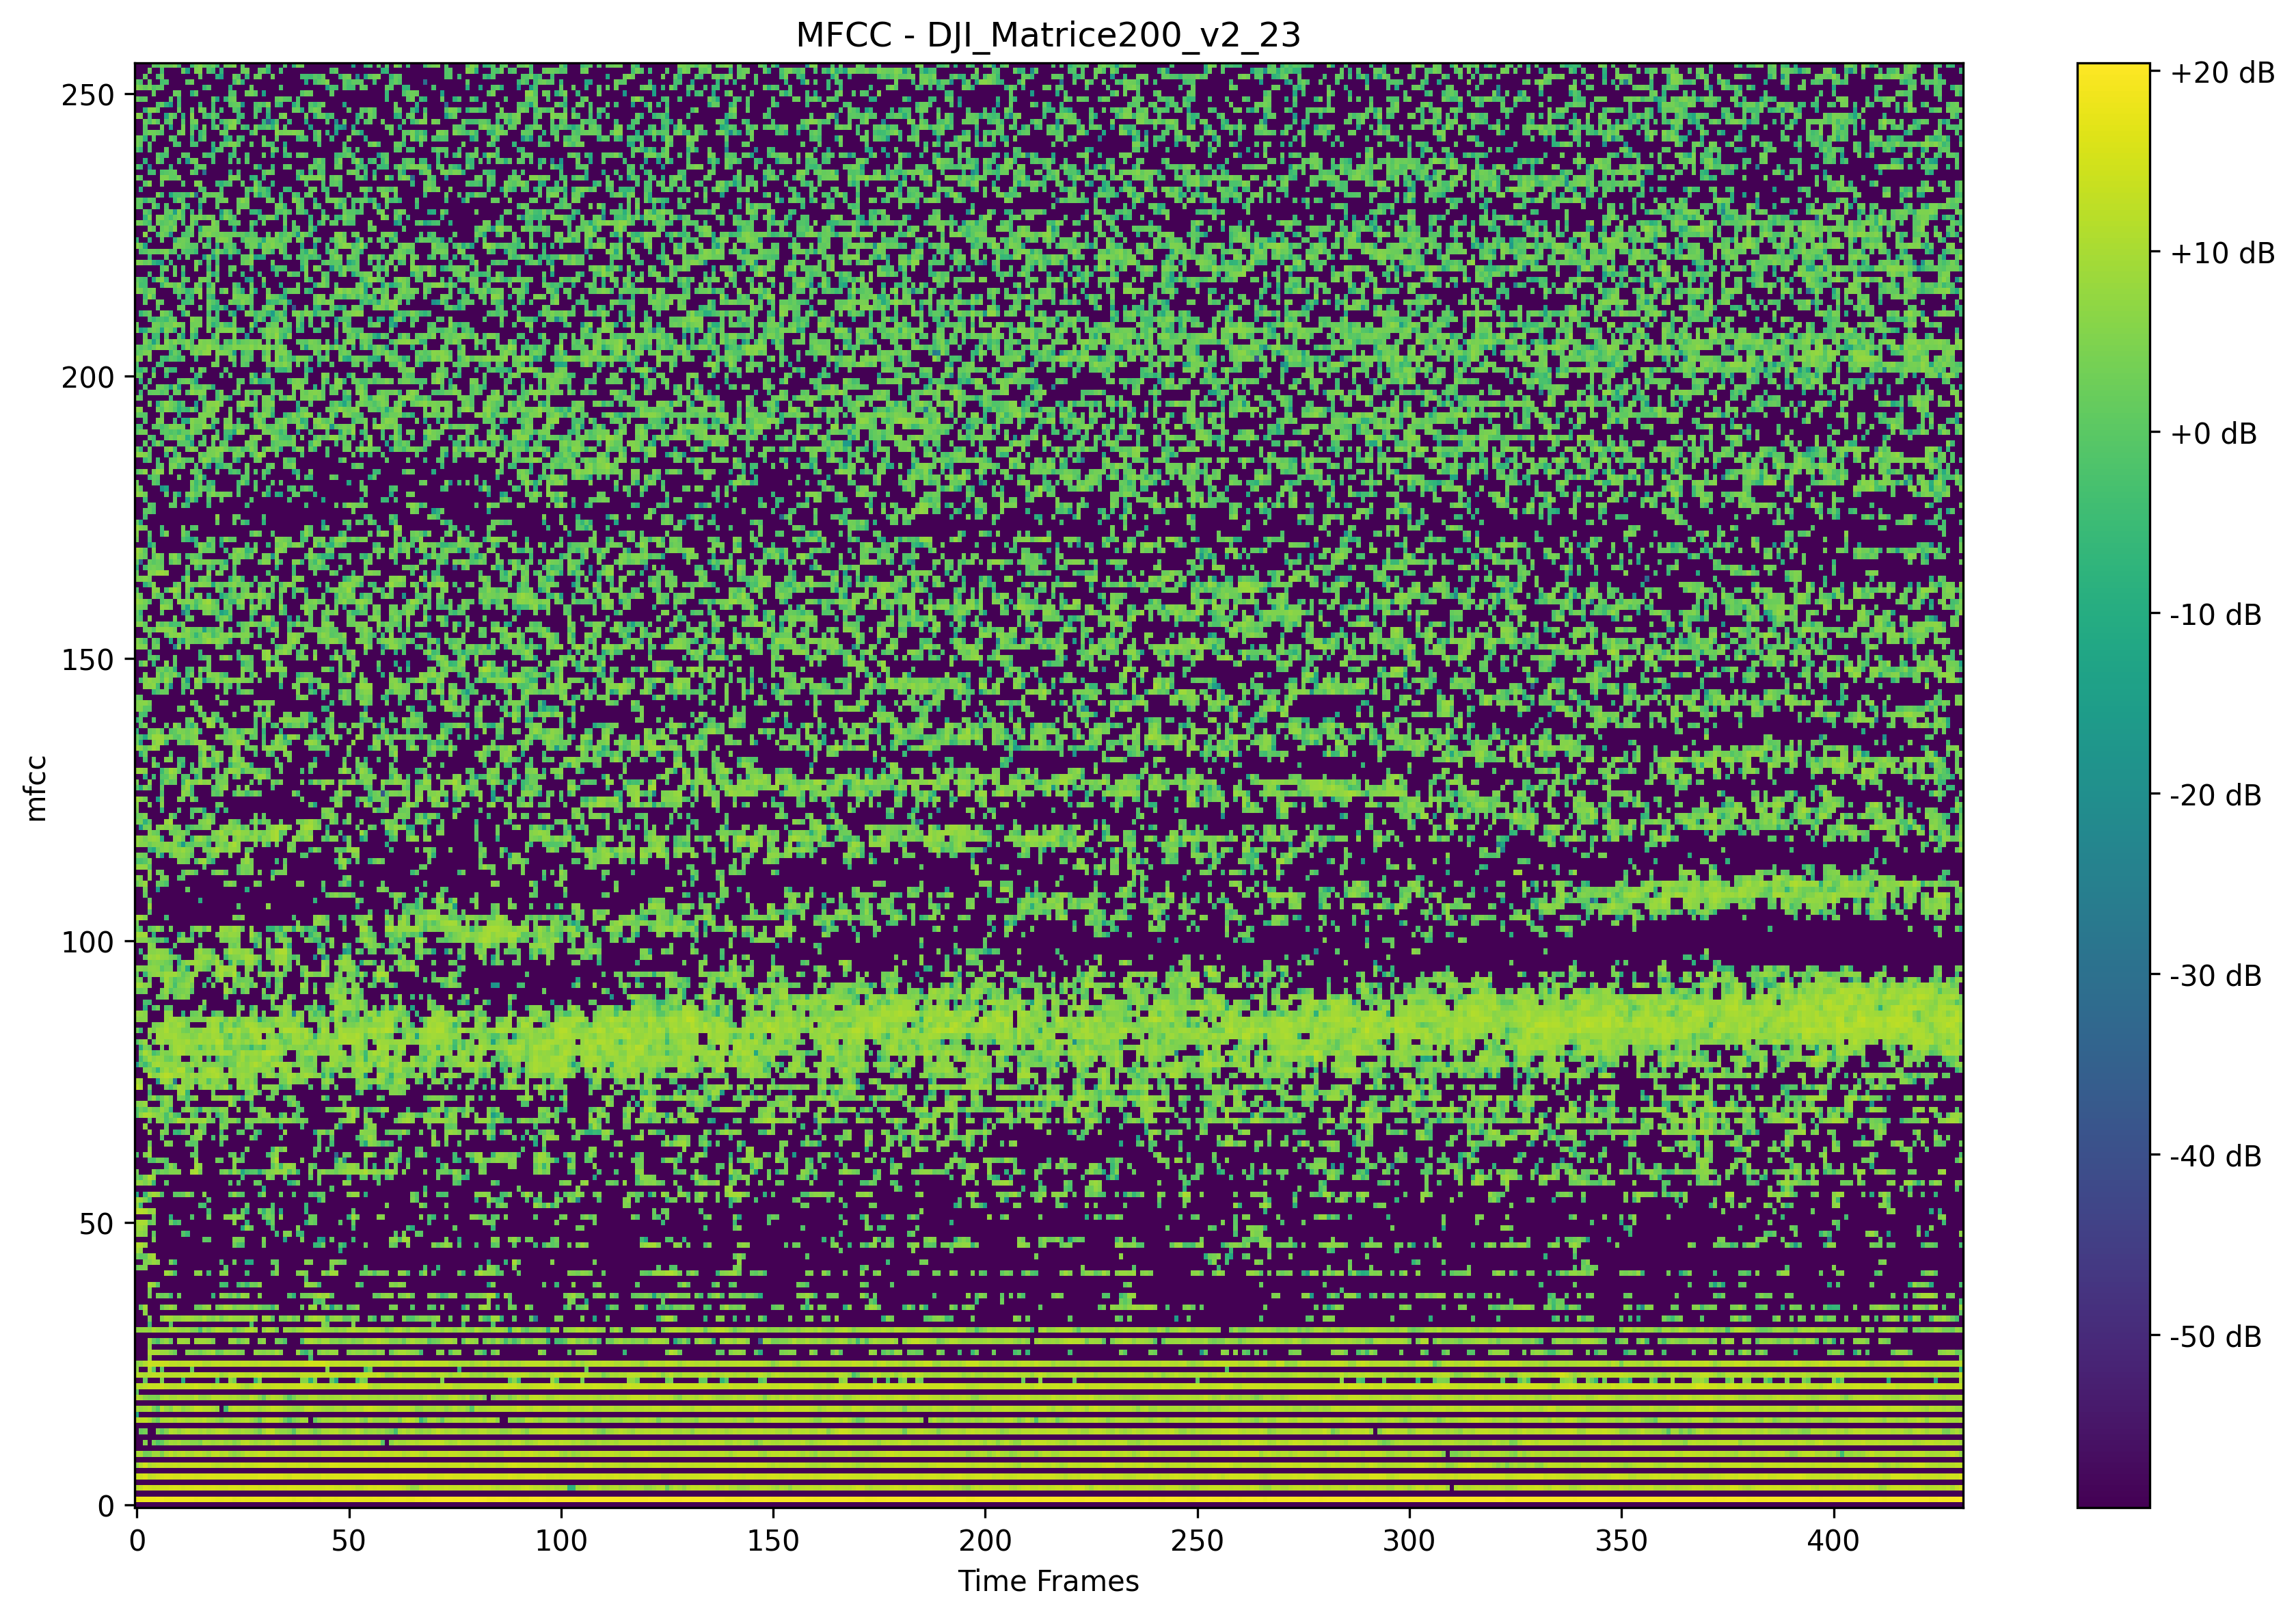 MFCC - DJI_Matrice200_v2_23
250
200
150
100
50
0
mfcc
0 50 100 150 200 250 300 350 400
Time Frames
+20 dB
+10 dB
+0 dB
-10 dB
-20 dB
-30 dB
-40 dB
-50 dB